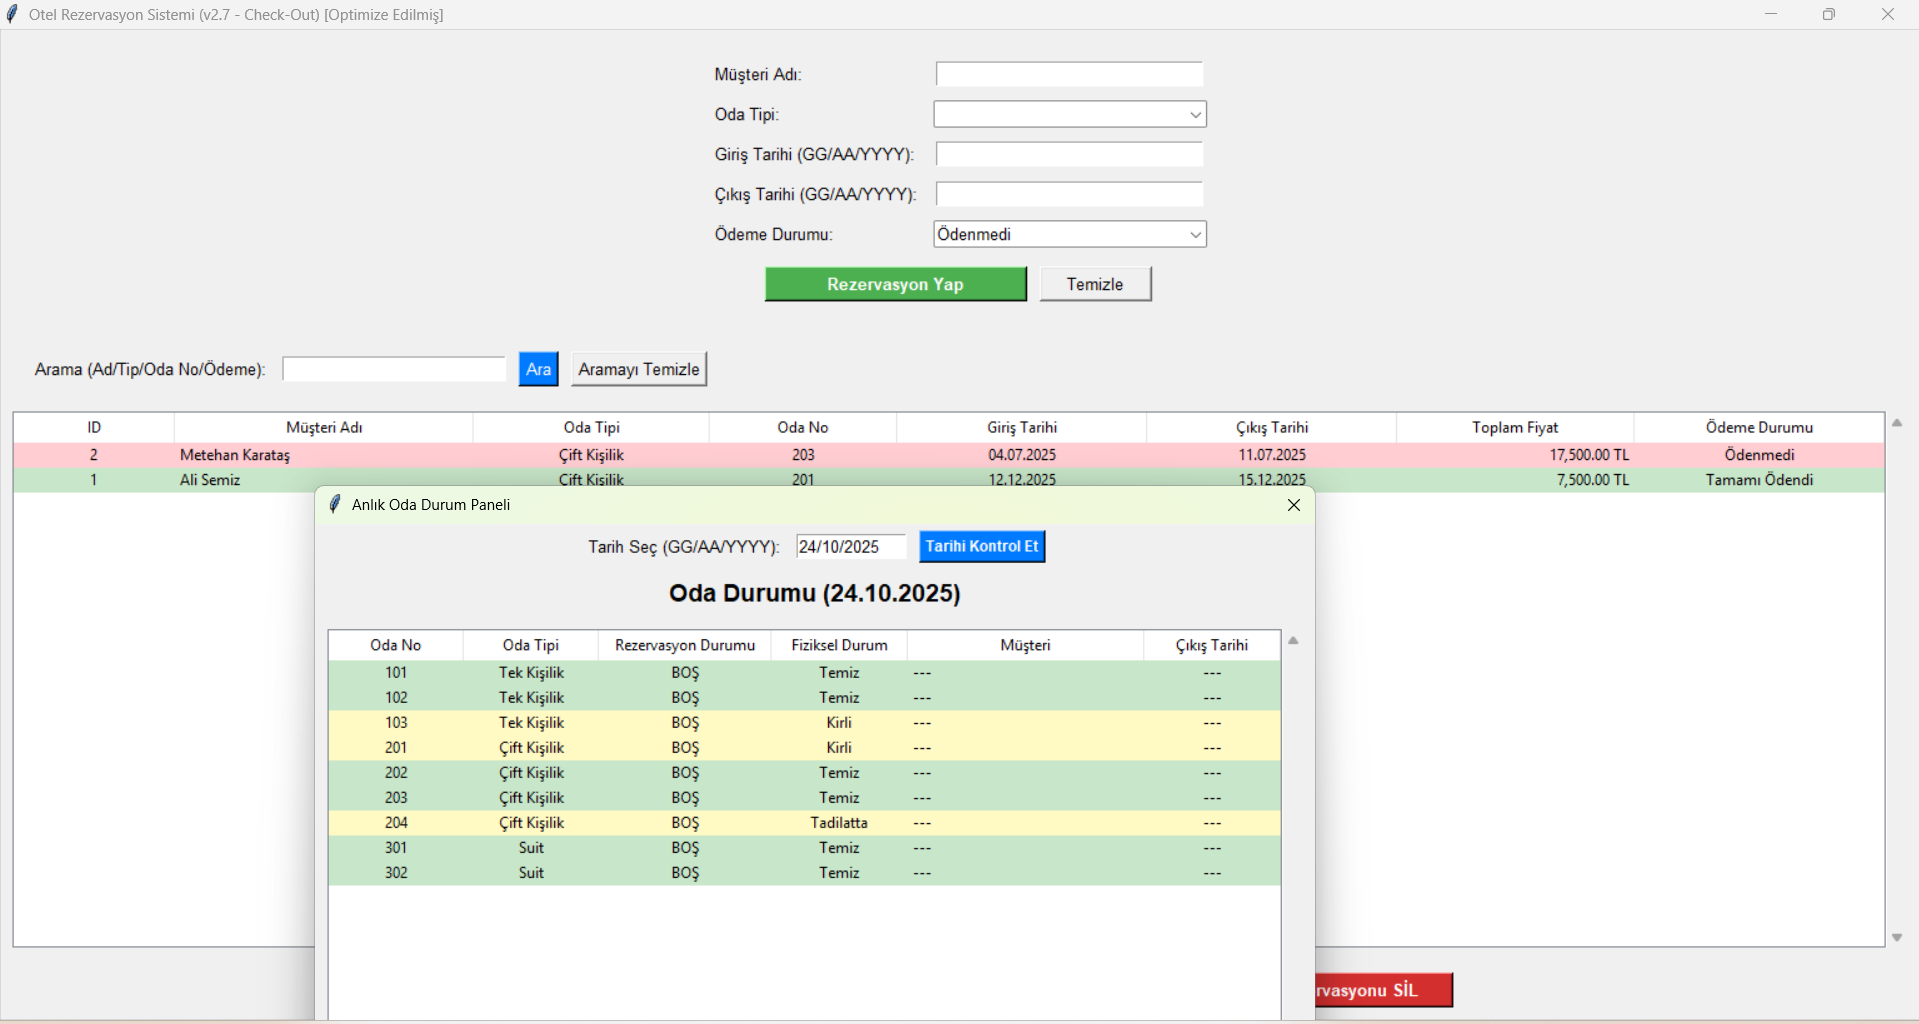 Otel Rezervasyon Sistemi (v2.7 - Check-Out) [Optimize Edilmiş]
Müşteri Adı:
Oda Tipi:
Giriş Tarihi (GG/AA/YYYY):
Çıkış Tarihi (GG/AA/YYYY):
Ödeme Durumu: Ödenmedi
Rezervasyon Yap Temizle
Arama (Ad/Tip/Oda No/Ödeme): Ara Aramayı Temizle
ID Müşteri Adı Oda Tipi Oda No Giriş Tarihi Çıkış Tarihi Toplam Fiyat Ödeme Durumu
2 Metehan Karataş Çift Kişilik 203 04.07.2025 11.07.2025 17,500.00 TL Ödenmedi
1 Ali Semiz Çift Kişilik 201 12.12.2025 15.12.2025 7,500.00 TL Tamamı Ödendi
Anlık Oda Durum Paneli
Tarih Seç (GG/AA/YYYY): 24/10/2025 Tarihi Kontrol Et
Oda Durumu (24.10.2025)
Oda No Oda Tipi Rezervasyon Durumu Fiziksel Durum Müşteri Çıkış Tarihi
101 Tek Kişilik BOŞ Temiz --- ---
102 Tek Kişilik BOŞ Temiz --- ---
103 Tek Kişilik BOŞ Kirli --- ---
201 Çift Kişilik BOŞ Kirli --- ---
202 Çift Kişilik BOŞ Temiz --- ---
203 Çift Kişilik BOŞ Temiz --- ---
204 Çift Kişilik BOŞ Tadilatta --- ---
301 Suit BOŞ Temiz --- ---
302 Suit BOŞ Temiz --- ---
rvasyonu SİL